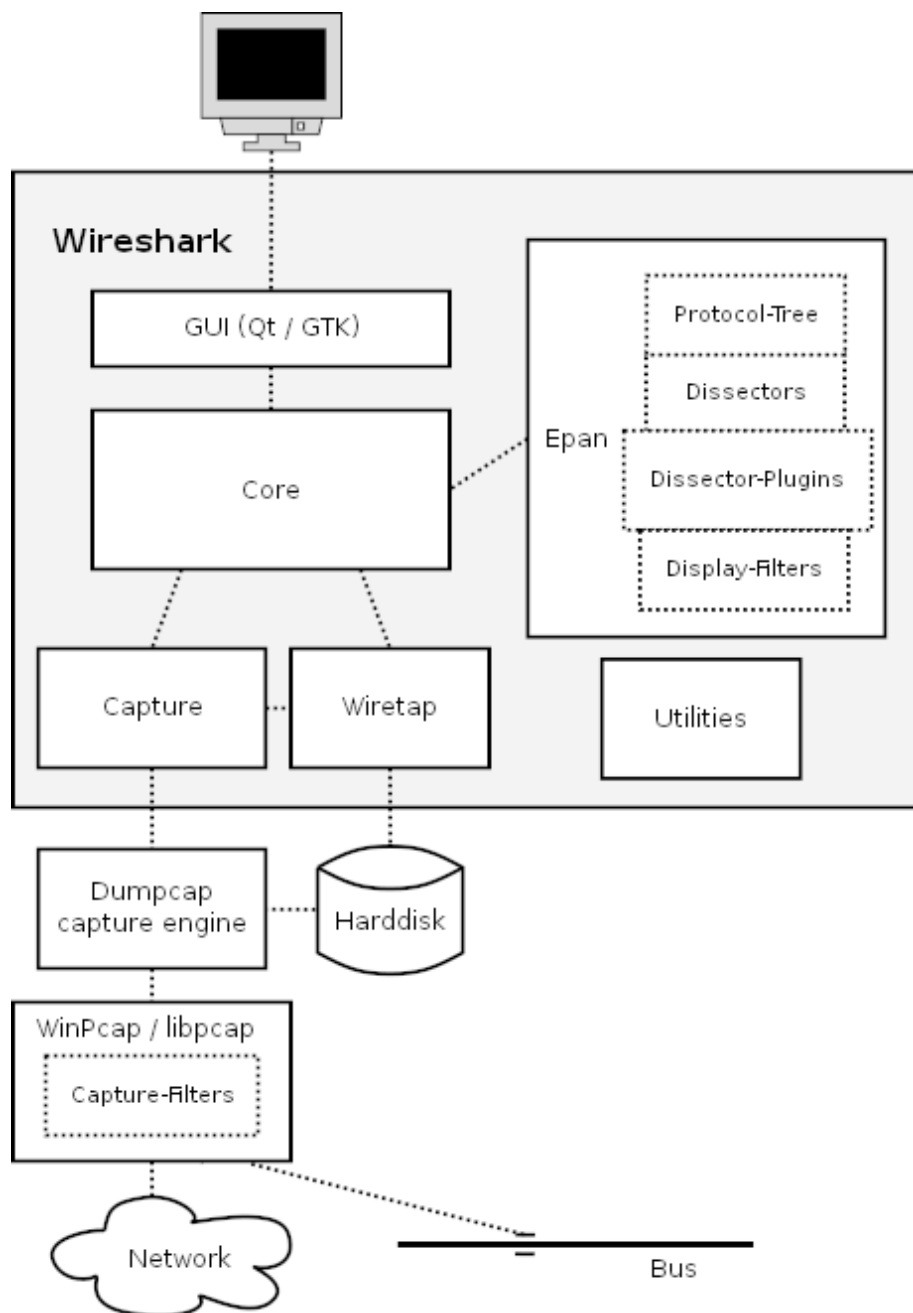 Wireshark
GUI (Qt / GTK)
Core
Epan
Protocol-Tree
Dissectors
Dissector-Plugins
Display-Filters
Capture
Wiretap
Utilities
Dumpcap
capture engine
Harddisk
WinPcap / libpcap
Capture-Filters
Network
Bus